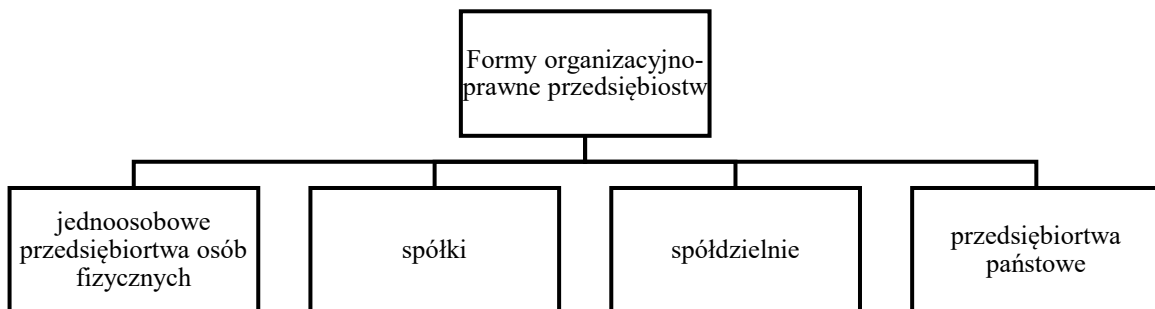 Formy organizacyjno-
prawne przedsiębiostw
jednoosobowe
przedsiębiortwa osób
fizycznych
spółki
spółdzielnie
przedsiębiortwa
państowe